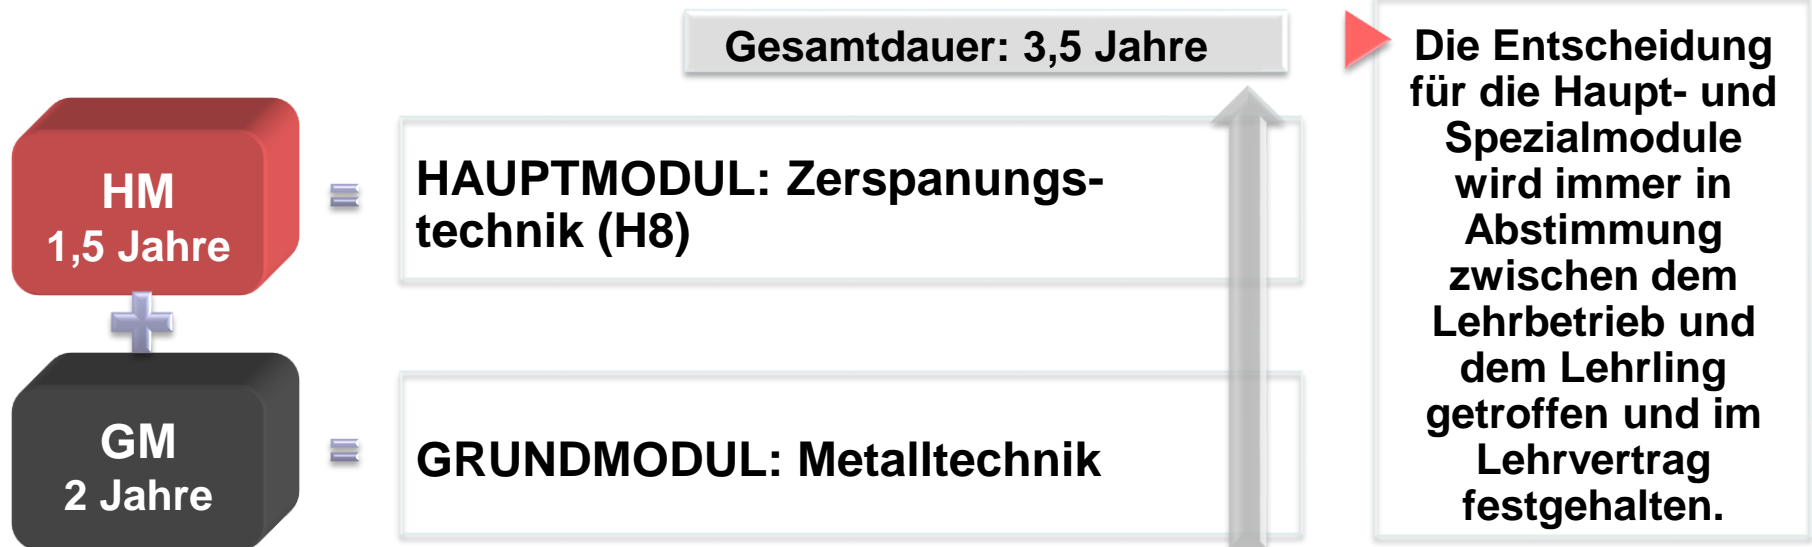 Gesamtdauer: 3,5 Jahre
HM
1,5 Jahre
HAUPTMODUL: Zerspanungs-
technik (H8)
GM
2 Jahre
GRUNDMODUL: Metalltechnik
Die Entscheidung
für die Haupt- und
Spezialmodule
wird immer in
Abstimmung
zwischen dem
Lehrbetrieb und
dem Lehrling
getroffen und im
Lehrvertrag
festgehalten.